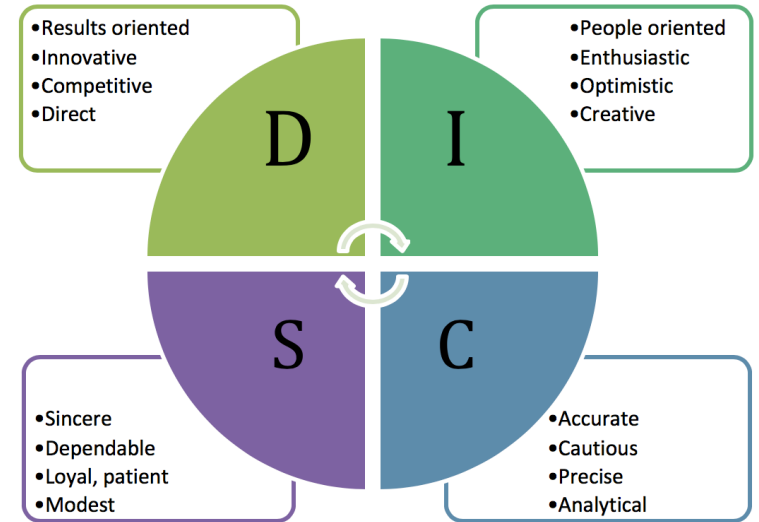 •Results oriented
•Innovative
•Competitive
•Direct
•People oriented
•Enthusiastic
•Optimistic
•Creative
D
I
S
C
•Sincere
•Dependable
•Loyal, patient
•Modest
•Accurate
•Cautious
•Precise
•Analytical